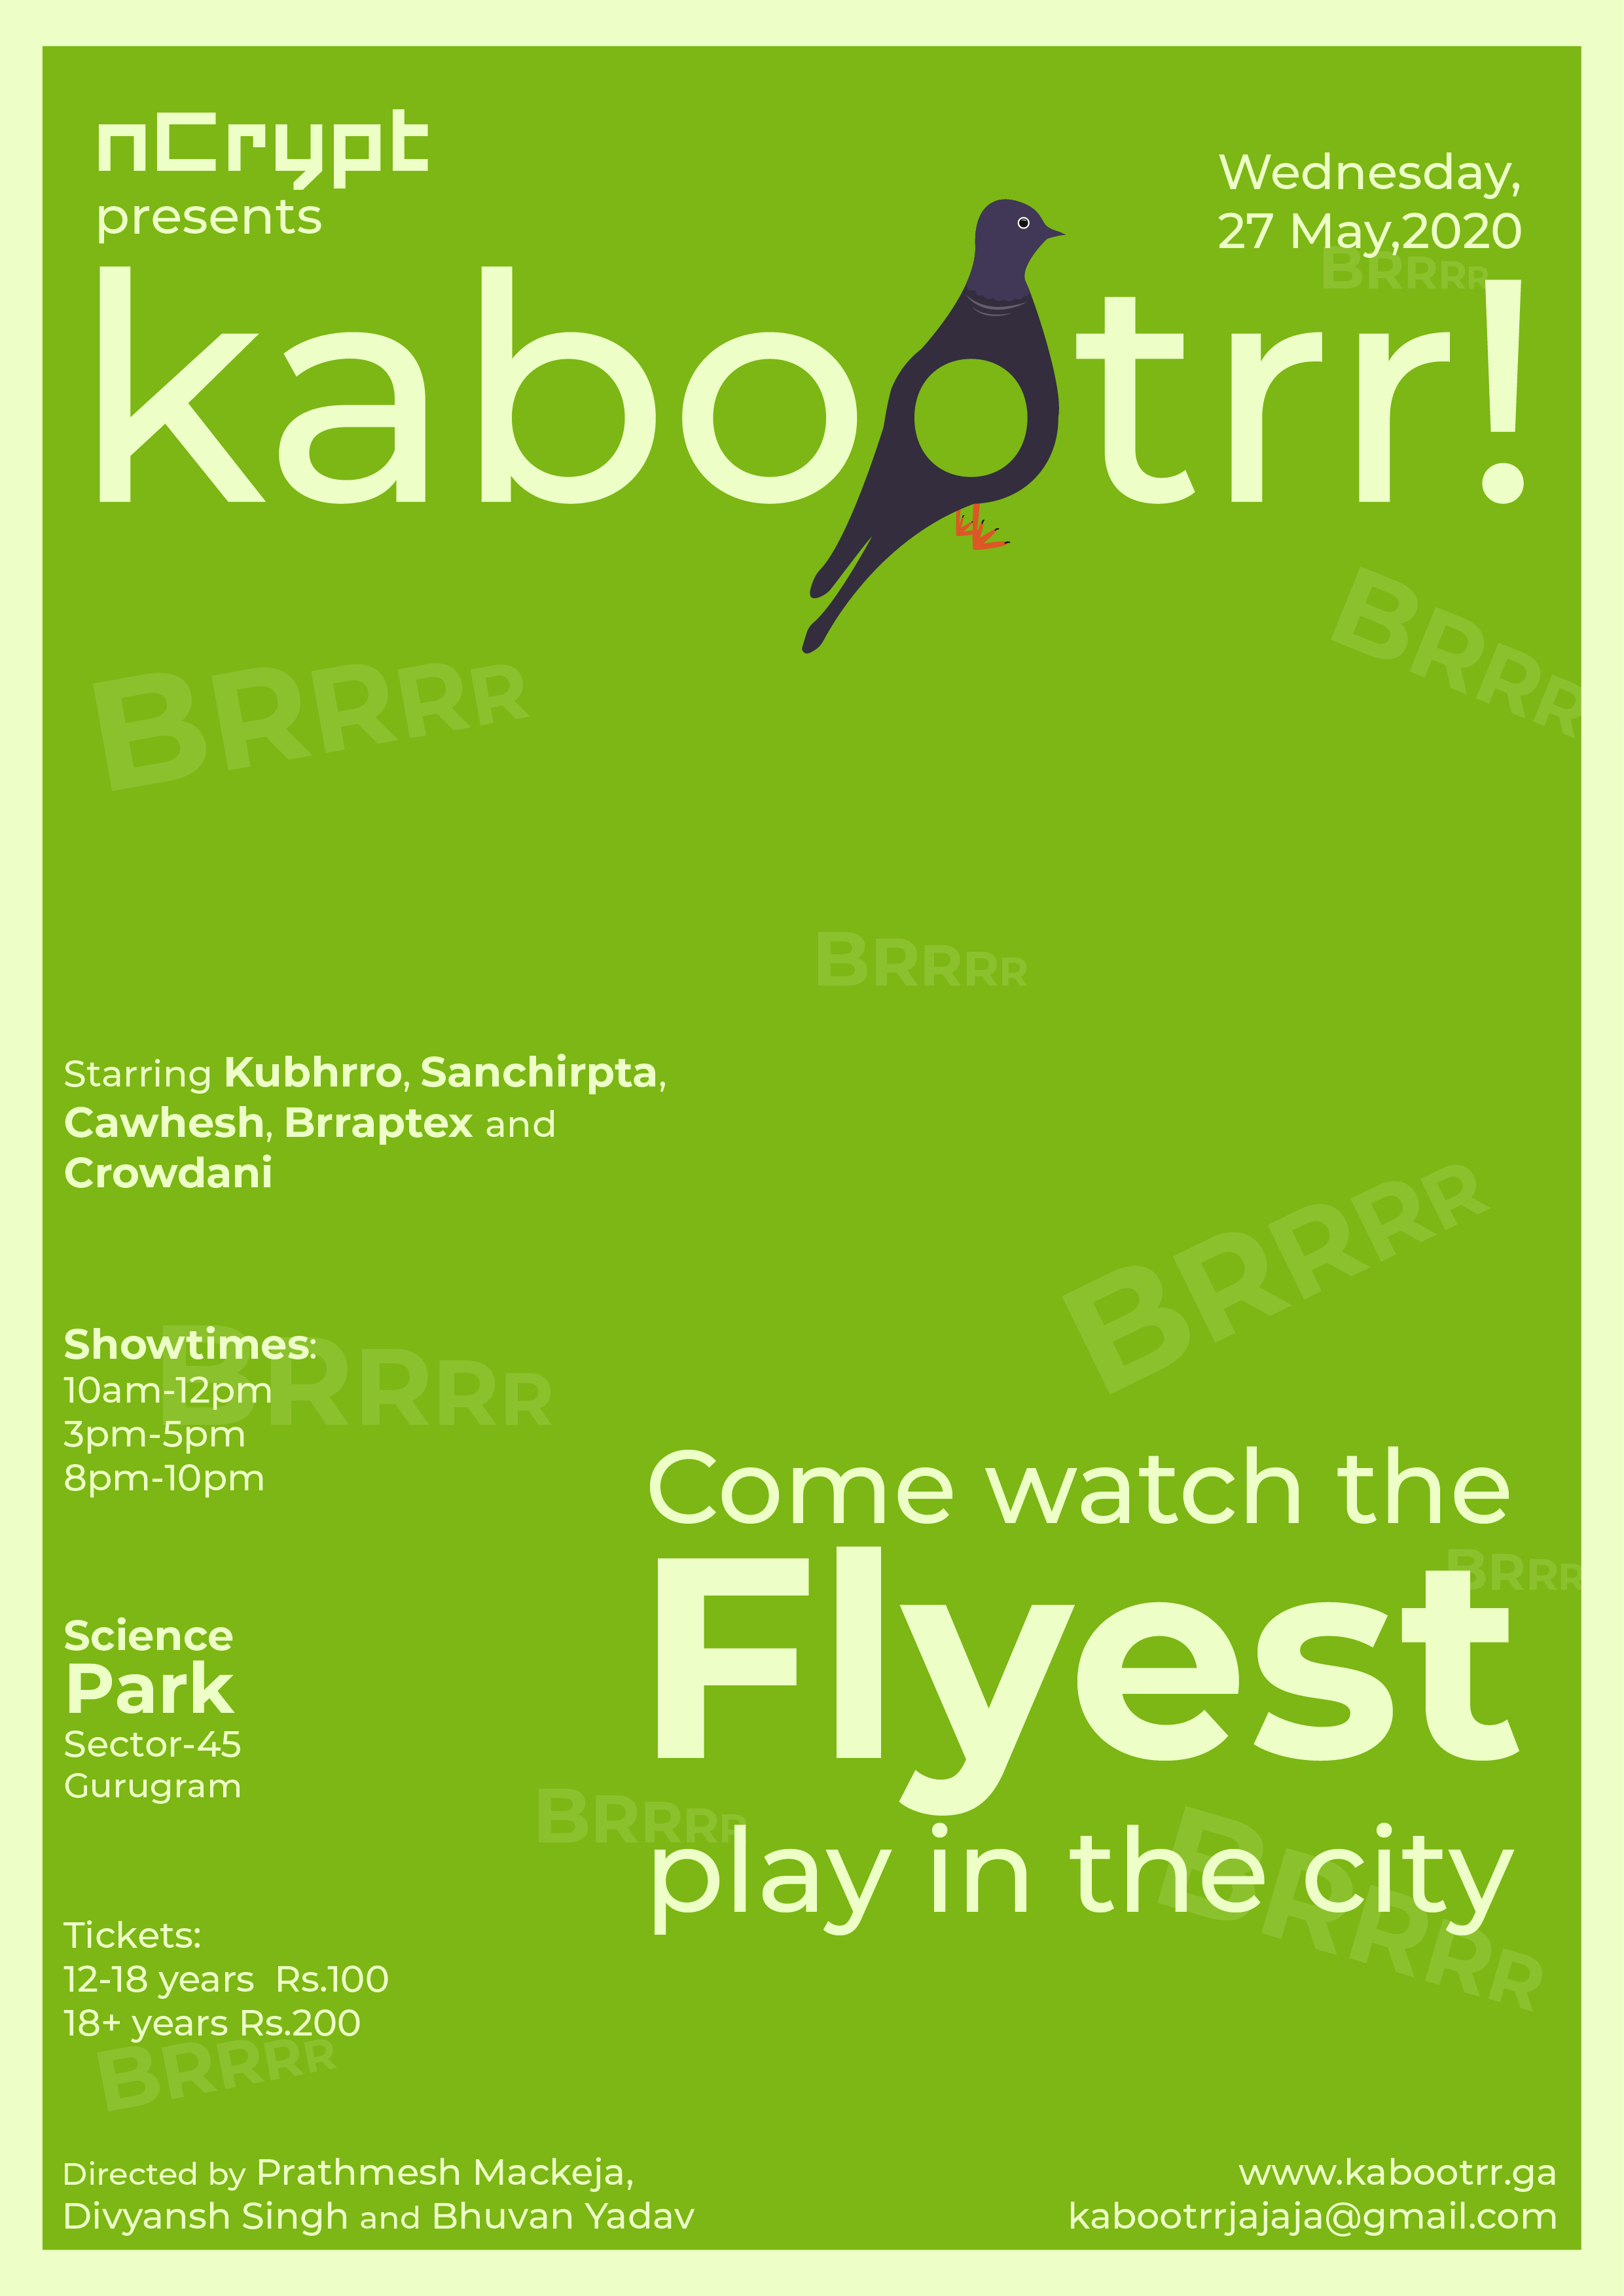 nCrypt
presents
Wednesday,
27 May,2020
BRRRR
kabootrr!
BRRRR
BRRRR
BRRRR
Starring Kubhrro, Sanchirpta,
Cawhesh, Brraptex and
Crowdani
BRRRR
Showtimes:
BRRRR
10am-12pm
3pm-5pm
8pm-10pm
Come watch the
Flyest
BRRRR
play in the city
Science
Park
Sector-45
Gurugram
BRRRR
BRRRR
Tickets:
12-18 years  Rs.100
18+ years Rs.200
BRRRR
Directed by Prathmesh Mackeja,
Divyansh Singh and Bhuvan Yadav
www.kabootrr.ga
kabootrrjajaja@gmail.com